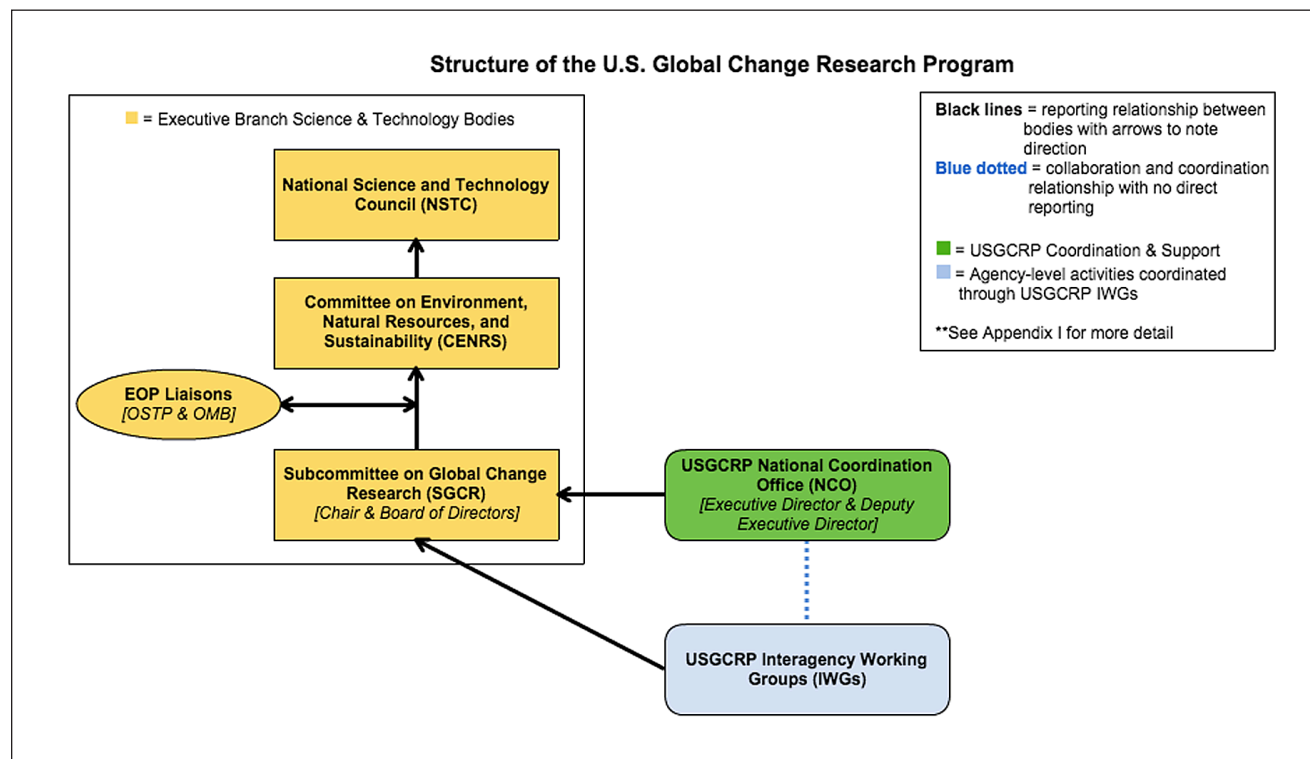 Structure of the U.S. Global Change Research Program
= Executive Branch Science & Technology Bodies
National Science and Technology
Council (NSTC)
Committee on Environment,
Natural Resources, and
Sustainability (CENRS)
EOP Liaisons
[OSTP & OMB]
Subcommittee on Global Change
Research (SGCR)
[Chair & Board of Directors]
USGCRP National Coordination
Office (NCO)
[Executive Director & Deputy
Executive Director]
USGCRP Interagency Working
Groups (IWGs)
Black lines = reporting relationship between
bodies with arrows to note
direction
Blue dotted = collaboration and coordination
relationship with no direct
reporting
= USGCRP Coordination & Support
= Agency-level activities coordinated
through USGCRP IWGs
**See Appendix I for more detail